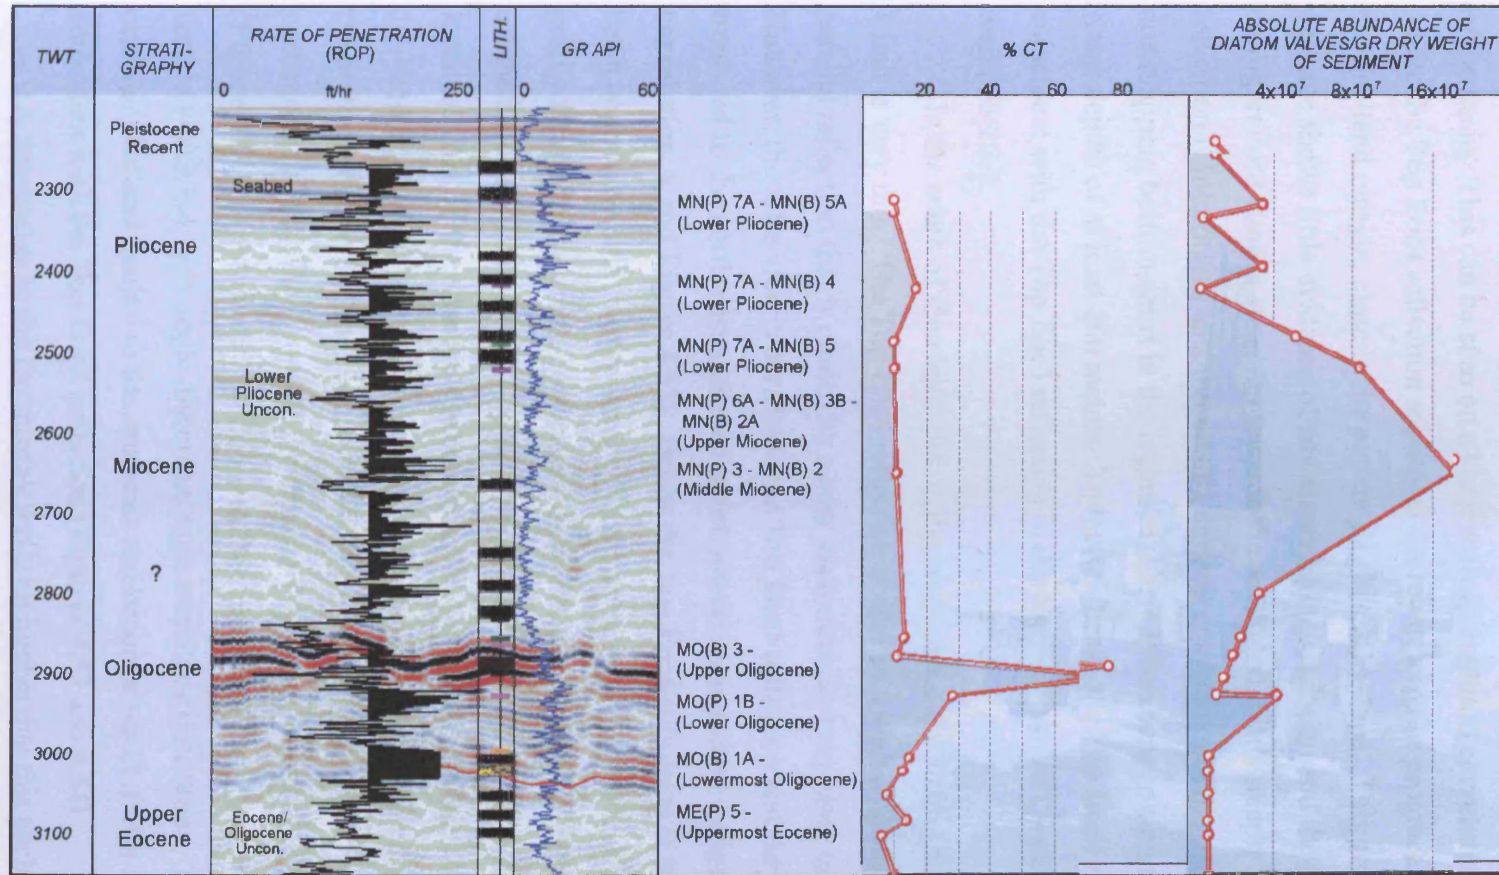 TWT
STRATI-
GRAPHY
RATE OF PENETRATION
(ROP)
0 ft/hr 250
LITH.
GR API
0 60
% CT
20 40 60 80
ABSOLUTE ABUNDANCE OF
DIATOM VALVES/GR DRY WEIGHT
OF SEDIMENT
4x10⁷ 8x10⁷ 16x10⁷
2300
2400
2500
2600
2700
2800
2900
3000
3100
Pleistocene
Recent
Pliocene
Miocene
?
Oligocene
Upper
Eocene
Seabed
Lower
Pliocene
Uncon.
Eocene/
Oligocene
Uncon.
MN(P) 7A - MN(B) 5A
(Lower Pliocene)
MN(P) 7A - MN(B) 4
(Lower Pliocene)
MN(P) 7A - MN(B) 5
(Lower Pliocene)
MN(P) 6A - MN(B) 3B -
MN(B) 2A
(Upper Miocene)
MN(P) 3 - MN(B) 2
(Middle Miocene)
MO(B) 3 -
(Upper Oligocene)
MO(P) 1B -
(Lower Oligocene)
MO(B) 1A -
(Lowermost Oligocene)
ME(P) 5 -
(Uppermost Eocene)